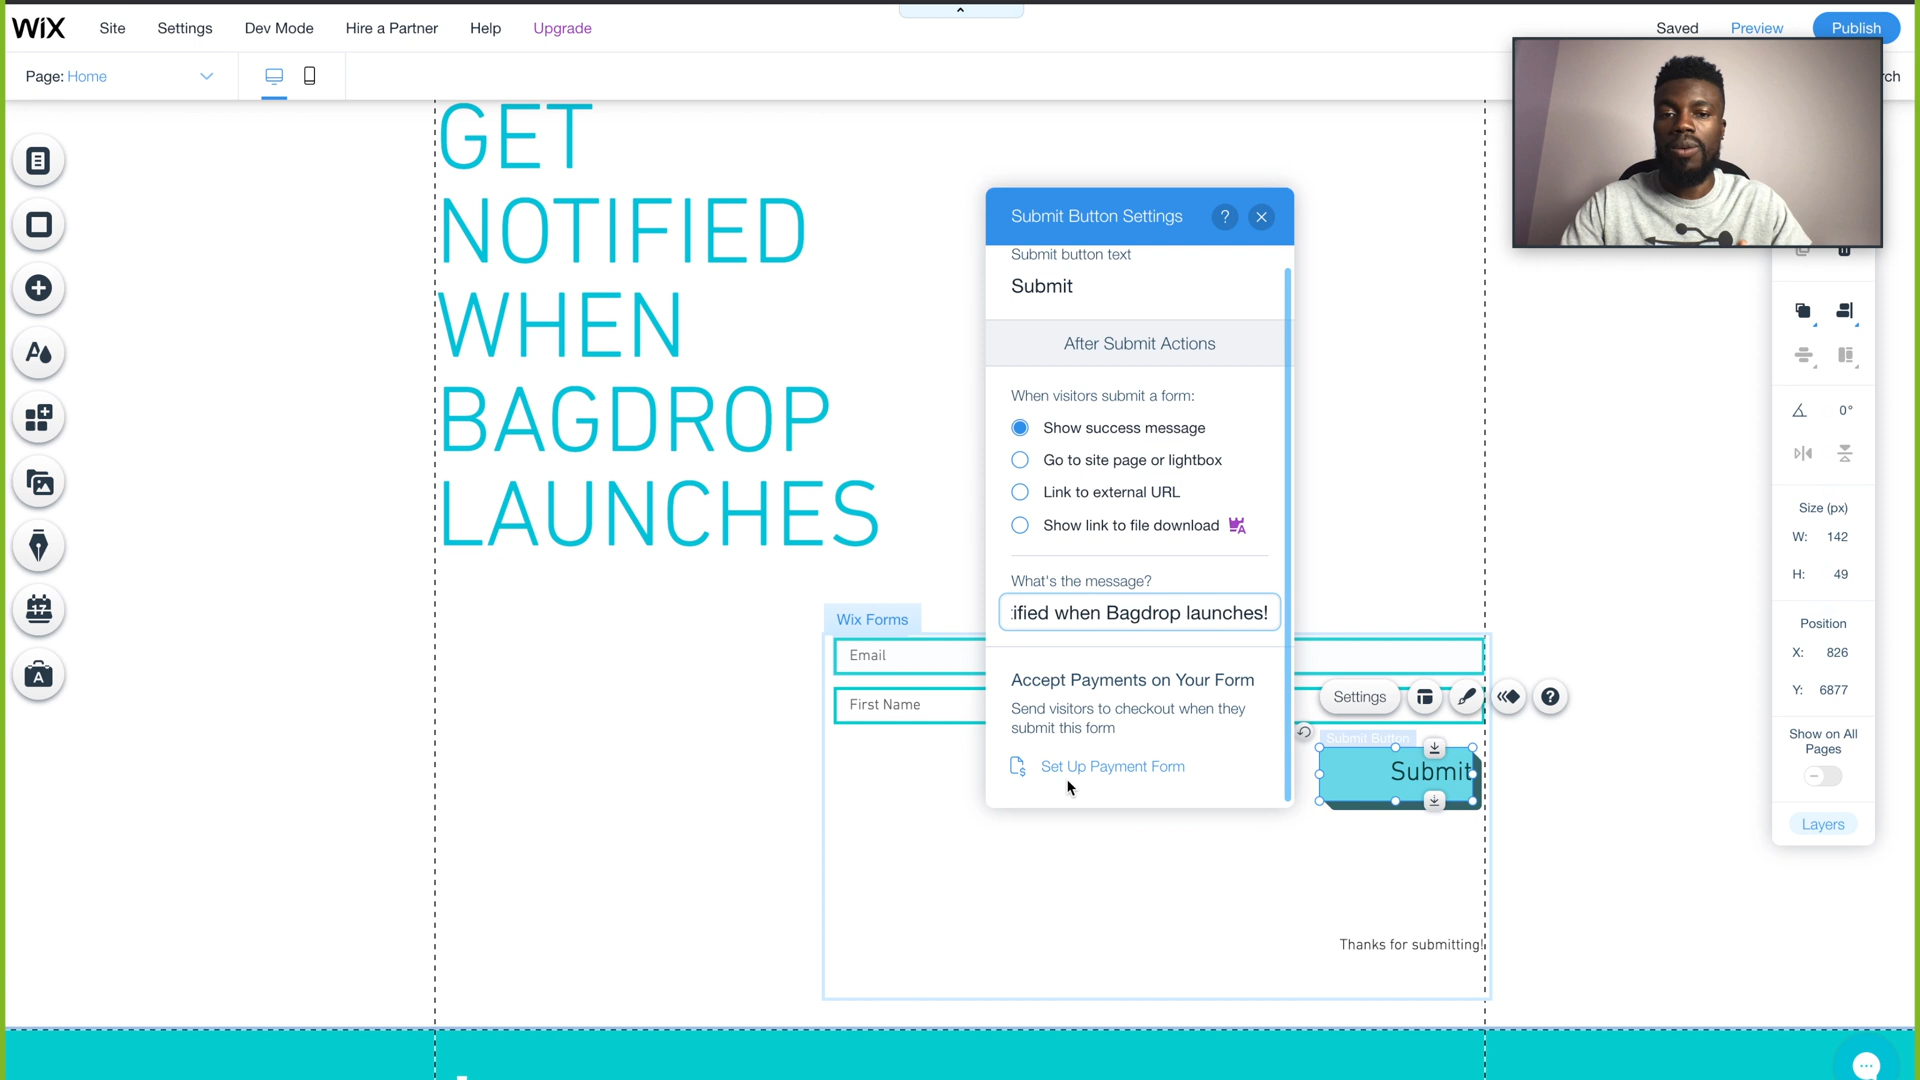 WiX Site Settings Dev Mode Hire a Partner Help Upgrade Saved Preview Publish
Page: Home rch
GET
NOTIFIED
WHEN
BAGDROP
LAUNCHES
Submit Button Settings ?
Submit button text
Submit
After Submit Actions
When visitors submit a form:
Show success message
Go to site page or lightbox
Link to external URL
Show link to file download
What's the message?
ified when Bagdrop launches!
Accept Payments on Your Form
Send visitors to checkout when they
submit this form
Set Up Payment Form
Wix Forms
Email
First Name
Settings
Submit Button
Submit
Thanks for submitting!
0°
Size (px)
W: 142
H: 49
Position
X: 826
Y: 6877
Show on All
Pages
Layers
17
A